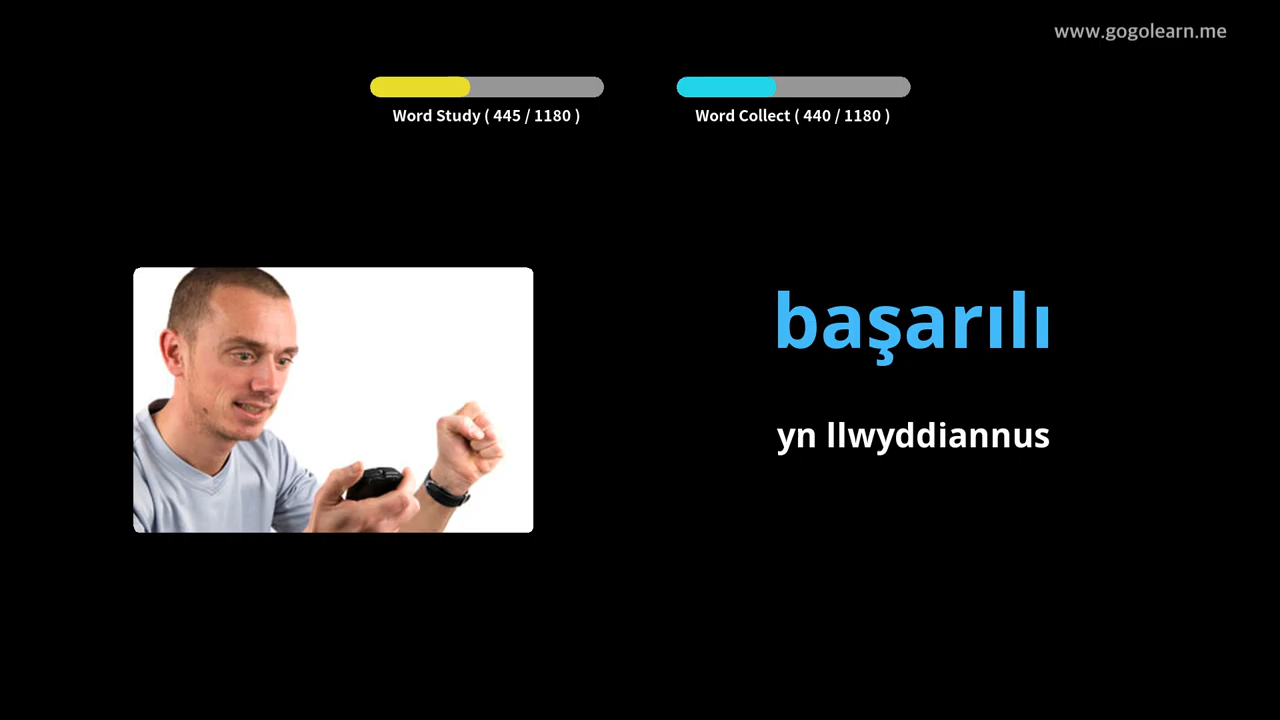 www.gogolearn.me
Word Study ( 445 / 1180 )
Word Collect ( 440 / 1180 )
başarılı
yn llwyddiannus